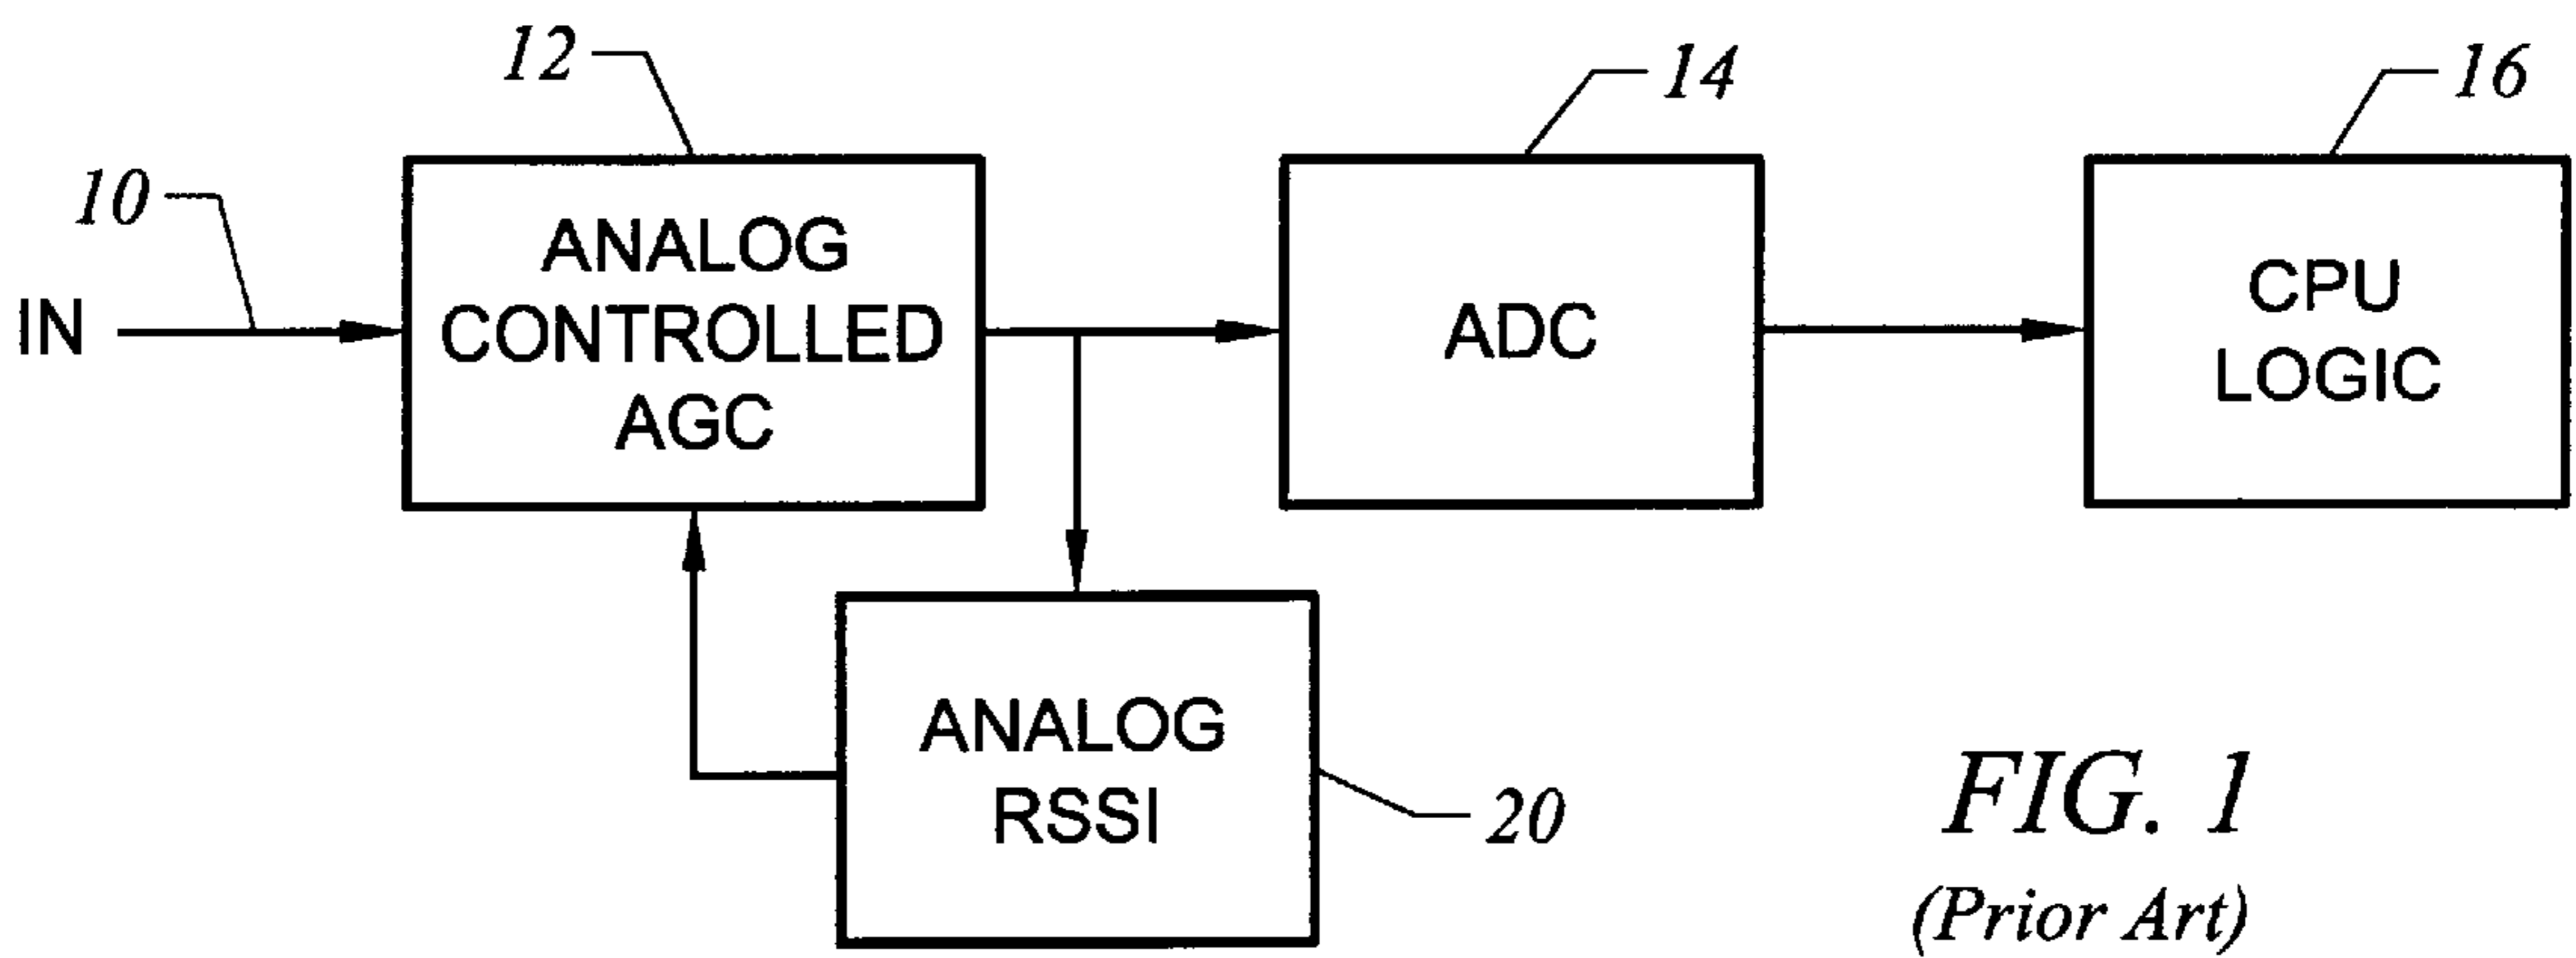 12
14
16
10
IN
ANALOG
CONTROLLED
AGC
ADC
CPU
LOGIC
ANALOG
RSSI
20
FIG. 1
(Prior Art)